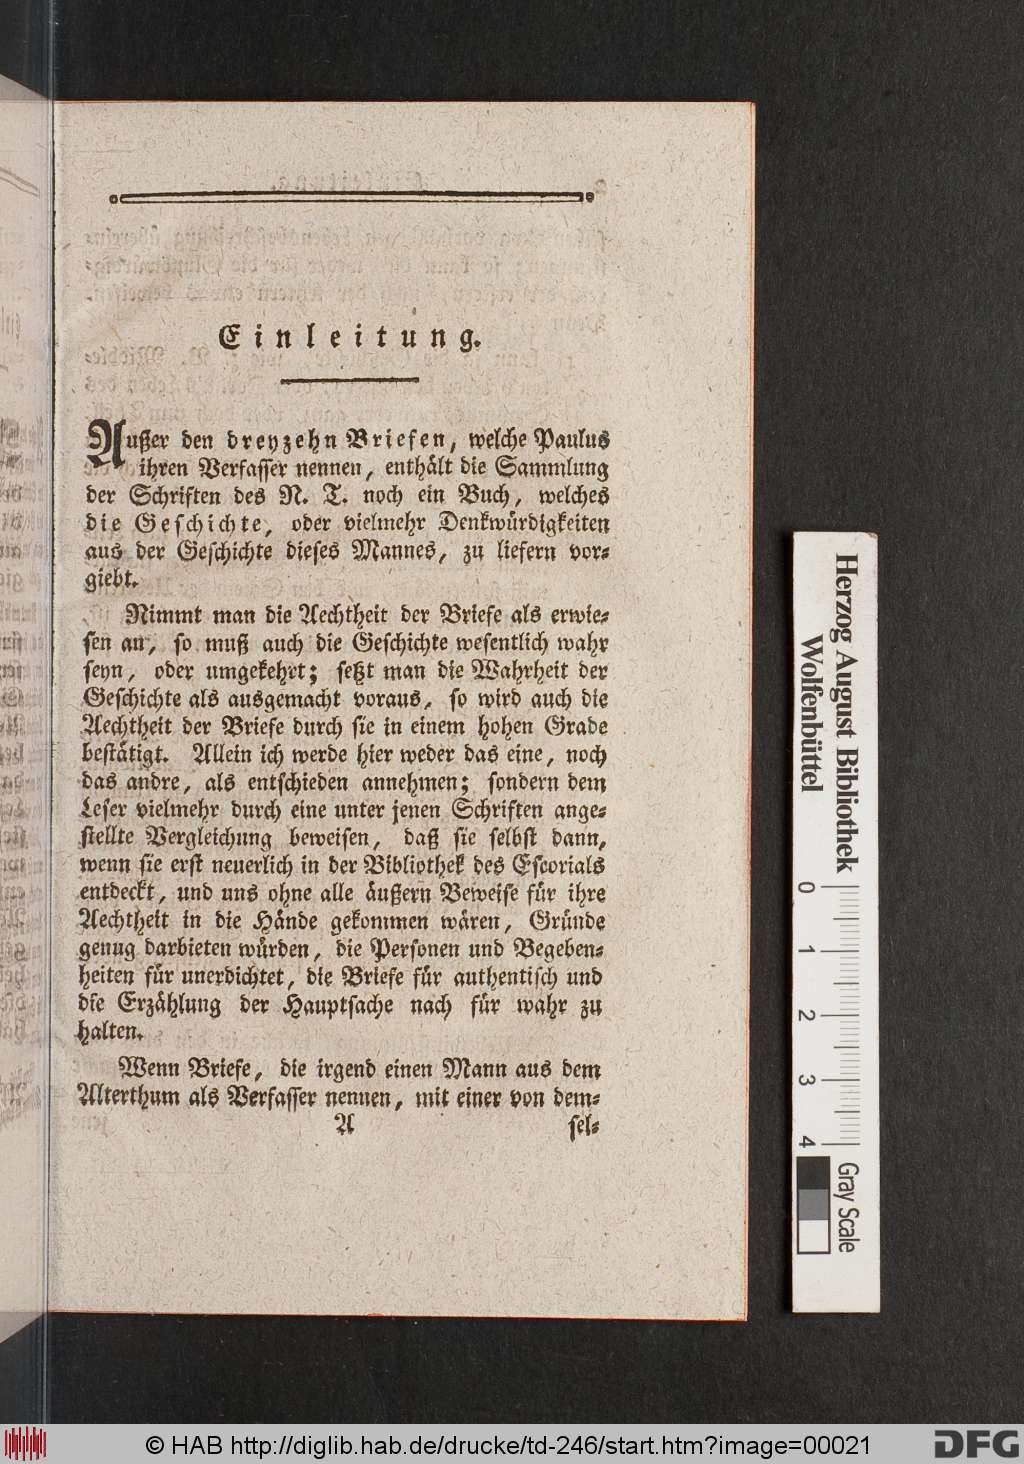 Einleitung.
Außer den dreyzehn Briefen, welche Paulus
ihren Verfasser nennen, enthält die Sammlung
der Schriften des N. T. noch ein Buch, welches
die Geschichte, oder vielmehr Denkwürdigkeiten
aus der Geschichte dieses Mannes, zu liefern vor-
giebt.
Nimmt man die Aechtheit der Briefe als erwie-
sen an, so muß auch die Geschichte wesentlich wahr
seyn, oder umgekehrt; setzt man die Wahrheit der
Geschichte als ausgemacht voraus, so wird auch die
Aechtheit der Briefe durch sie in einem hohen Grade
bestätigt. Allein ich werde hier weder das eine, noch
das andre, als entschieden annehmen; sondern dem
Leser vielmehr durch eine unter jenen Schriften ange-
stellte Vergleichung beweisen, daß sie selbst dann,
wenn sie erst neuerlich in der Bibliothek des Escorials
entdeckt, und uns ohne alle äußern Beweise für ihre
Aechtheit in die Hände gekommen wären, Gründe
genug darbieten würden, die Personen und Begeben-
heiten für unerdichtet, die Briefe für authentisch und
die Erzählung der Hauptsache nach für wahr zu
halten.
Wenn Briefe, die irgend einen Mann aus dem
Alterthum als Verfasser nennen, mit einer von dem-
A sel-
Herzog August Bibliothek
Wolfenbüttel
0 1 2 3 4
Gray Scale
© HAB http://diglib.hab.de/drucke/td-246/start.htm?image=00021
DFG